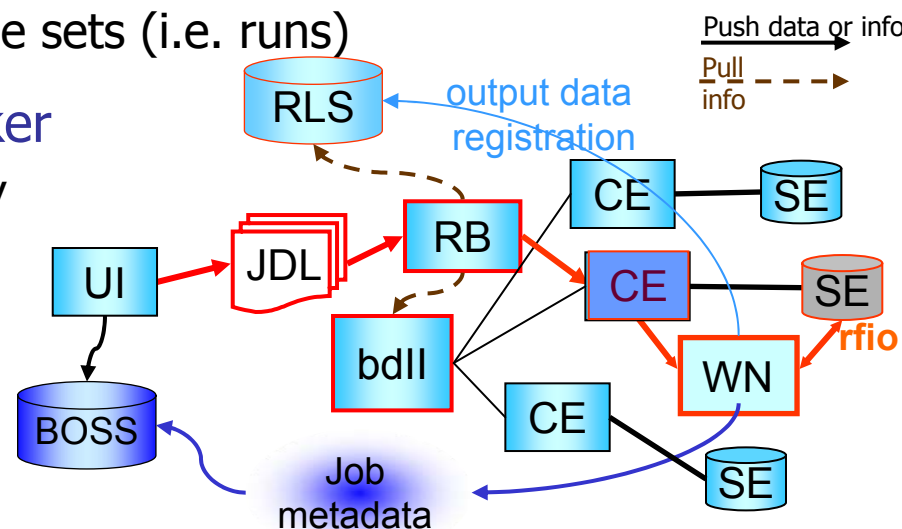 e sets (i.e. runs)
Push data or info
Pull
info
RLS
output data
registration
ker
CE
SE
RB
JDL
UI
CE
SE
rfio
bdII
WN
CE
BOSS
Job
metadata
SE